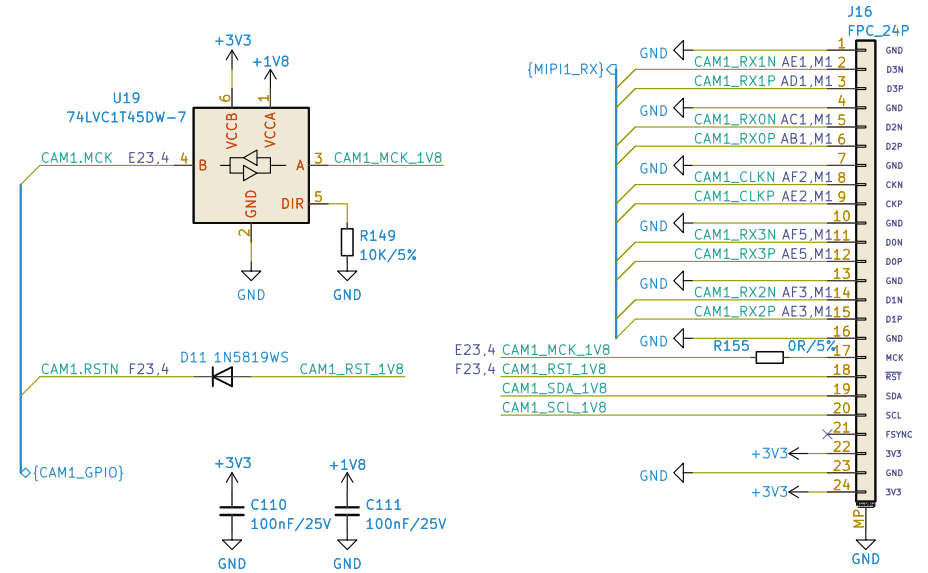 +3V3
+1V8
U19
74LVC1T45DW-7
6
1
VCCB
VCCA
CAM1.MCK E23,4
4
B
A
3
CAM1_MCK_1V8
GND
DIR
5
2
R149
10K/5%
GND
GND
CAM1.RSTN F23,4
D11 1N5819WS
CAM1_RST_1V8
{CAM1_GPIO}
+3V3
C110
100nF/25V
GND
+1V8
C111
100nF/25V
GND
J16
FPC_24P
{MIPI1_RX}
GND 1 GND
CAM1_RX1N AE1,M1 2 D3N
CAM1_RX1P AD1,M1 3 D3P
GND 4 GND
CAM1_RX0N AC1,M1 5 D2N
CAM1_RX0P AB1,M1 6 D2P
GND 7 GND
CAM1_CLKN AF2,M1 8 CKN
CAM1_CLKP AE2,M1 9 CKP
GND 10 GND
CAM1_RX3N AF5,M1 11 D0N
CAM1_RX3P AE5,M1 12 D0P
GND 13 GND
CAM1_RX2N AF3,M1 14 D1N
CAM1_RX2P AE3,M1 15 D1P
GND 16 GND
E23,4 CAM1_MCK_1V8 R155 0R/5% 17 MCK
F23,4 CAM1_RST_1V8 18 RST
CAM1_SDA_1V8 19 SDA
CAM1_SCL_1V8 20 SCL
21 FSYNC
+3V3 22 3V3
GND 23 GND
+3V3 24 3V3
MP
GND